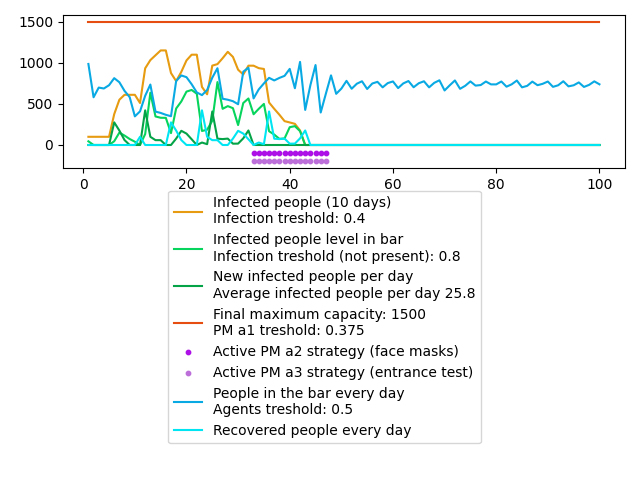 1500
1000
500
0
0
20
40
60
80
100
Infected people (10 days)
Infection treshold: 0.4
Infected people level in bar
Infection treshold (not present): 0.8
New infected people per day
Average infected people per day 25.8
Final maximum capacity: 1500
PM a1 treshold: 0.375
Active PM a2 strategy (face masks)
Active PM a3 strategy (entrance test)
People in the bar every day
Agents treshold: 0.5
Recovered people every day